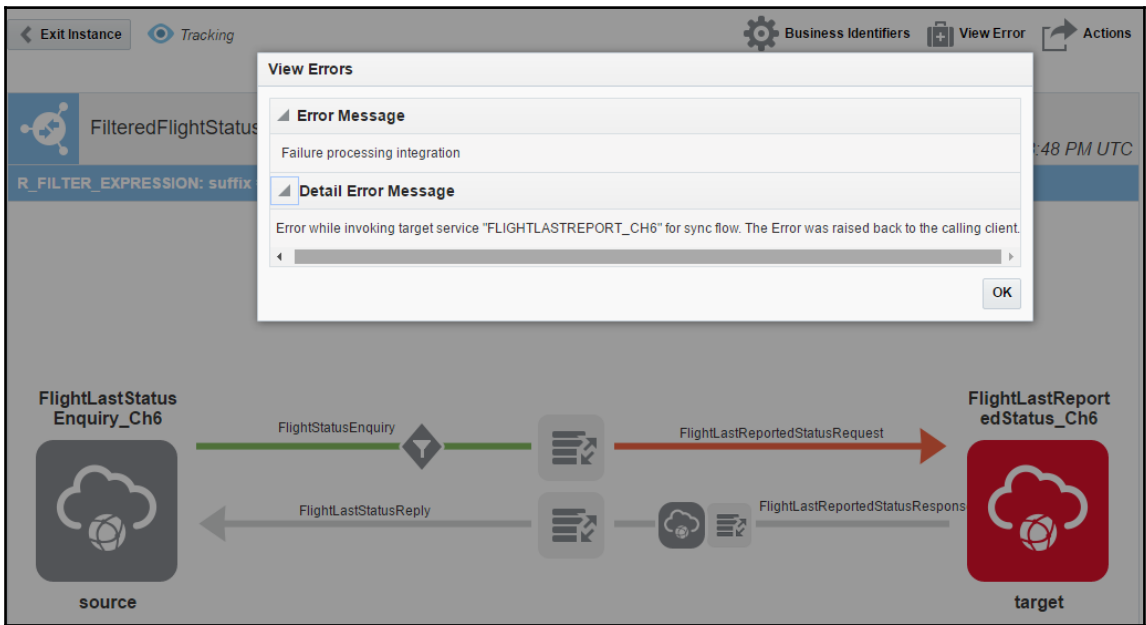 Exit Instance Tracking Business Identifiers View Error Actions
View Errors
Error Message
FilteredFlightStatus
Failure processing integration
:48 PM UTC
R_FILTER_EXPRESSION: suffix
Detail Error Message
Error while invoking target service "FLIGHTLASTREPORT_CH6" for sync flow. The Error was raised back to the calling client.
OK
FlightLastStatus
Enquiry_Ch6
FlightLastReport
edStatus_Ch6
FlightStatusEnquiry
FlightLastReportedStatusRequest
FlightLastStatusReply
FlightLastReportedStatusRespons
source
target